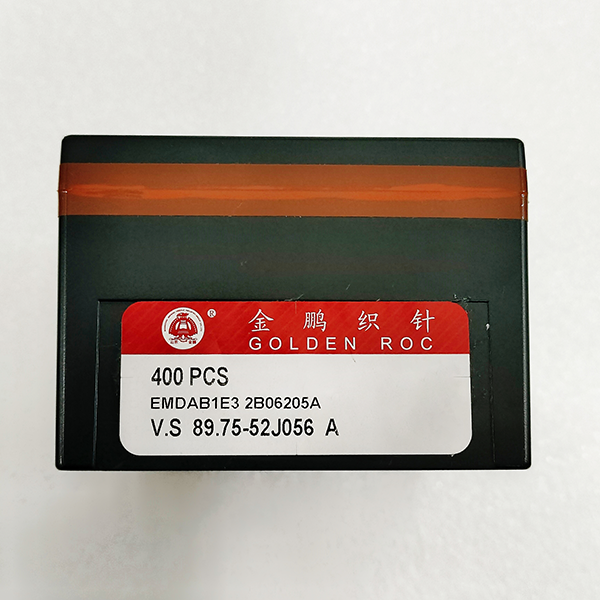 ®
金鹏织针
GOLDEN ROC
400 PCS
EMDAB1E3 2B06205A
V.S 89.75-52J056 A